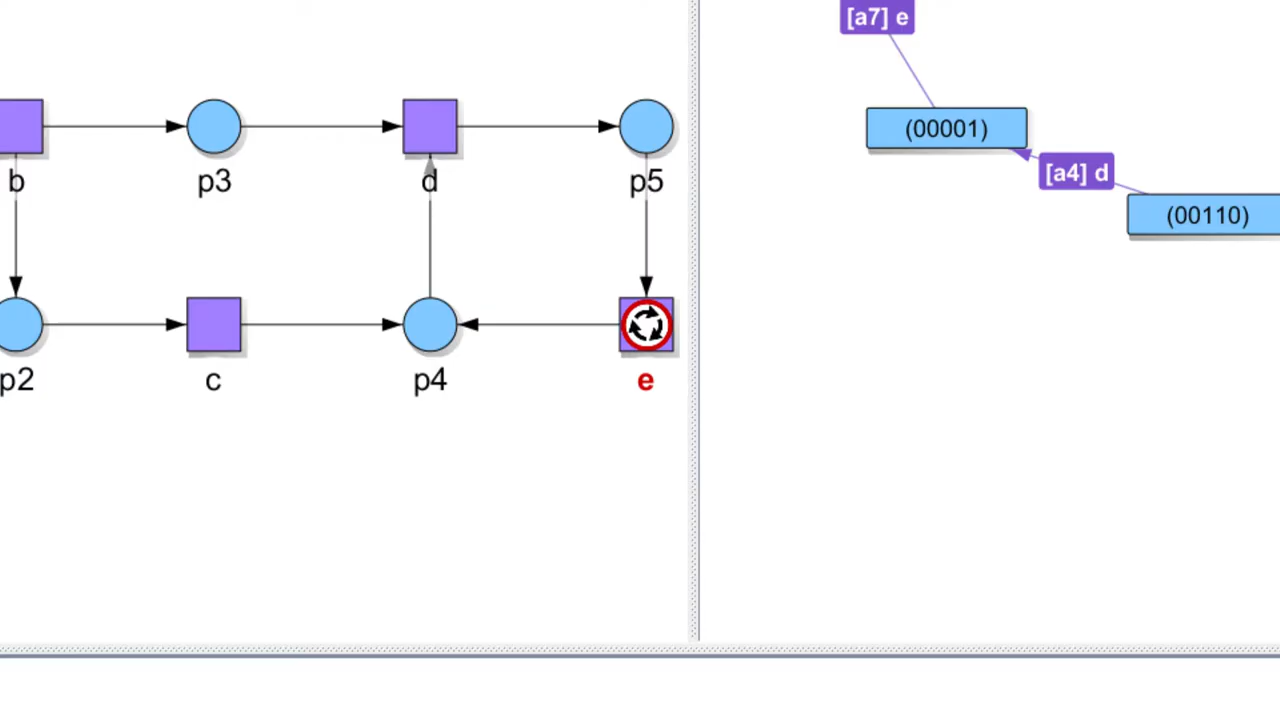 [a7] e
(00001)
[a4] d
b
p3
d
p5
(00110)
p2
c
p4
e